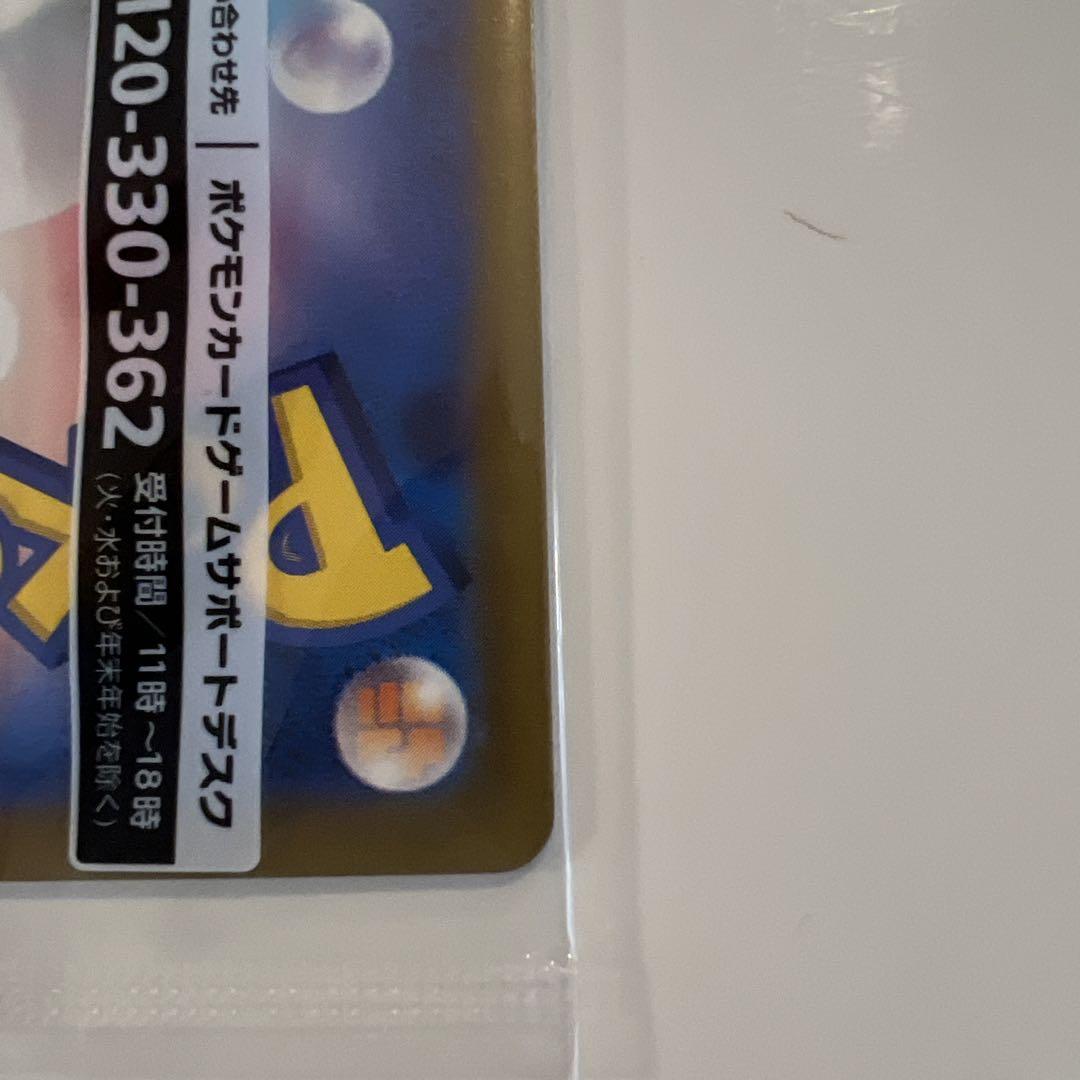 合わせ先 | ポケモンカードゲームサポートデスク
120-330-362
受付時間/11時〜18時
(火・水および年末年始を除く)
P